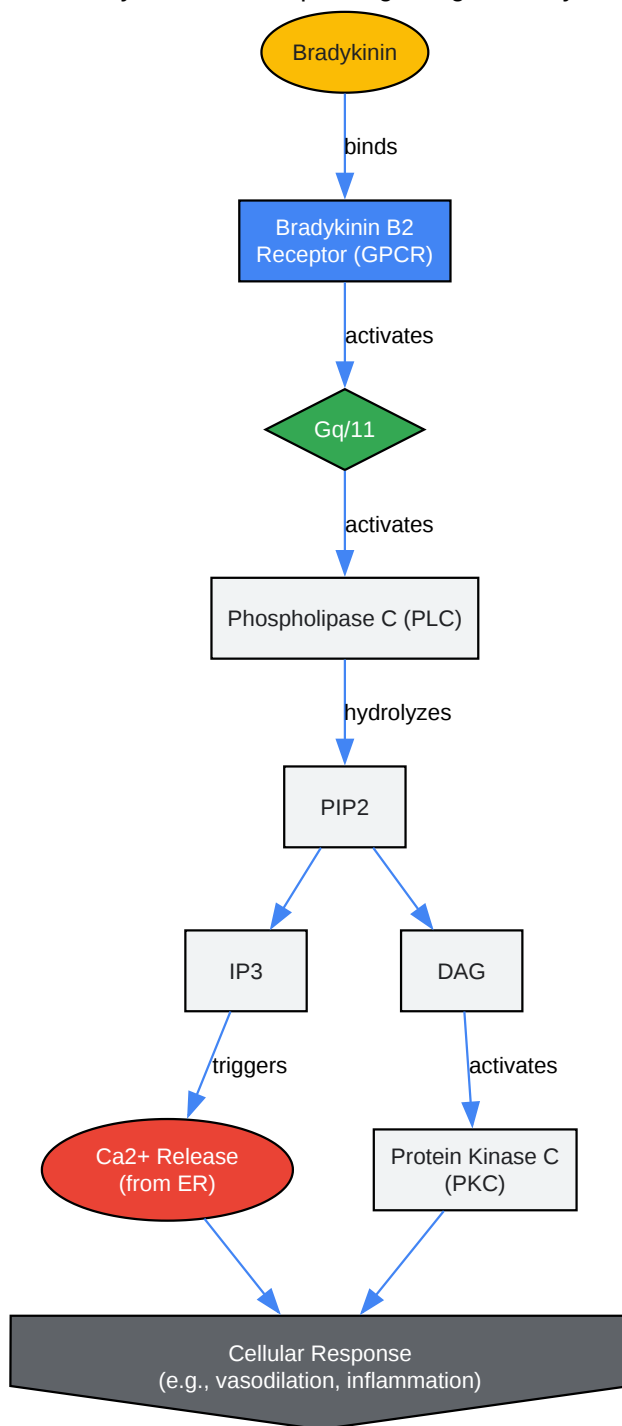 Bradykinin
binds
Bradykinin B2
Receptor (GPCR)
activates
Gq/11
activates
Phospholipase C (PLC)
hydrolyzes
PIP2
IP3
DAG
triggers
activates
Ca2+ Release
(from ER)
Protein Kinase C
(PKC)
Cellular Response
(e.g., vasodilation, inflammation)